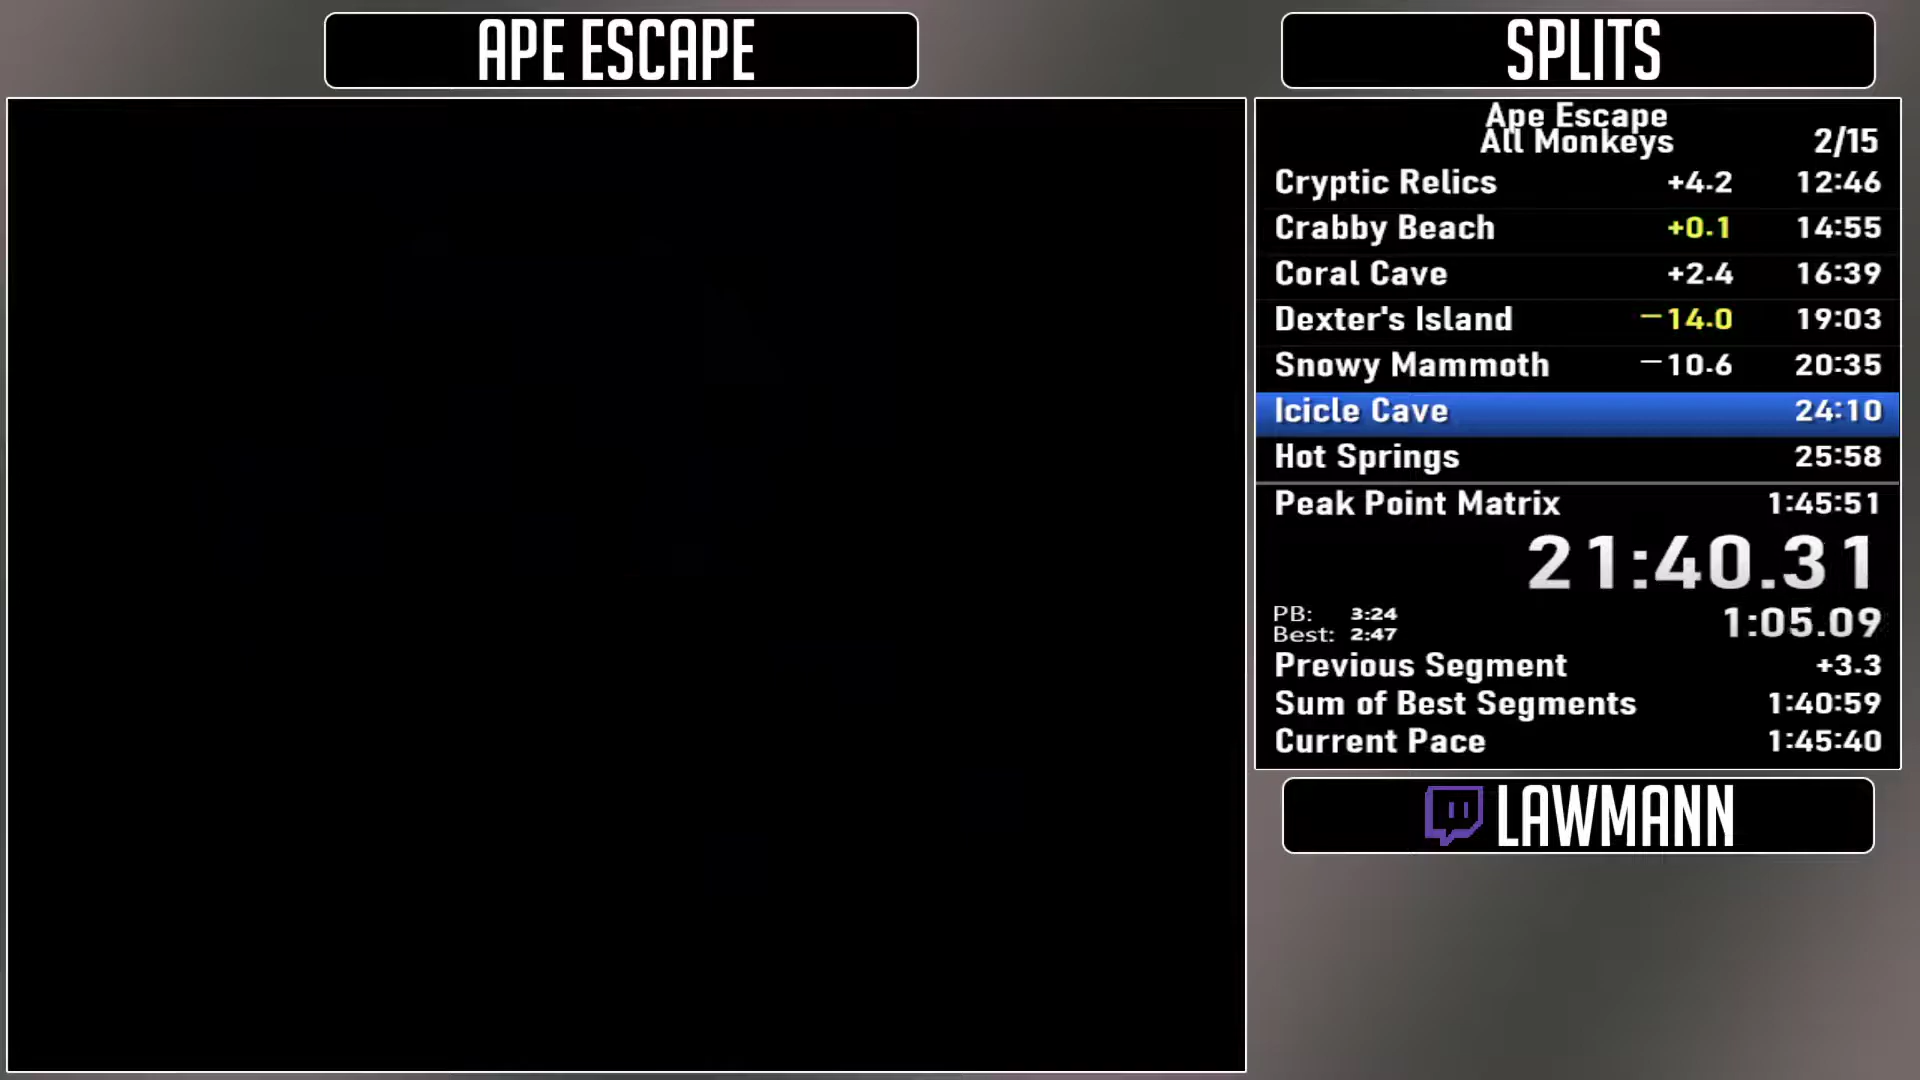 APE ESCAPE
SPLITS
Ape Escape
All Monkeys 2/15
Cryptic Relics +4.2 12:46
Crabby Beach +0.1 14:55
Coral Cave +2.4 16:39
Dexter's Island −14.0 19:03
Snowy Mammoth −10.6 20:35
Icicle Cave 24:10
Hot Springs 25:58
Peak Point Matrix 1:45:51
21:40.31
PB: 3:24 1:05.09
Best: 2:47
Previous Segment +3.3
Sum of Best Segments 1:40:59
Current Pace 1:45:40
LAWMANN